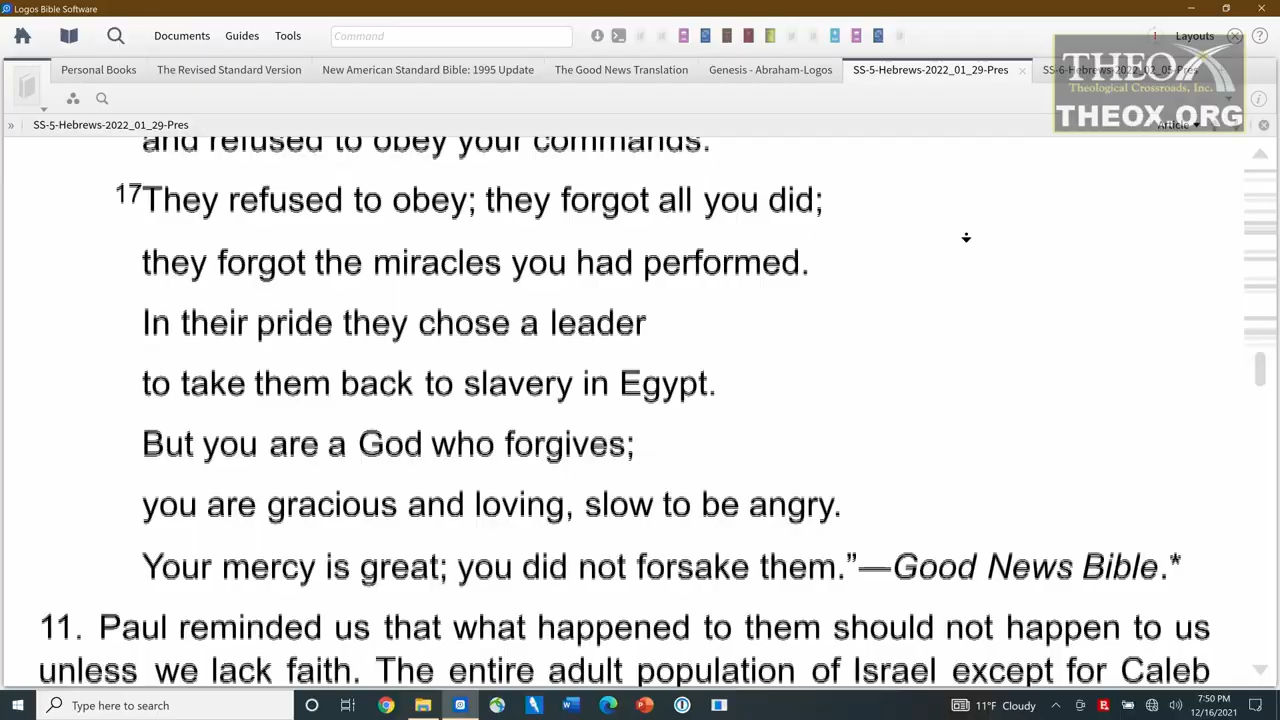 Logos Bible Software
Documents Guides Tools Command Layouts
THEOX
Theological Crossroads, Inc.
THEOX.ORG
Personal Books The Revised Standard Version New American Standard Bible 1995 Update The Good News Translation Genesis - Abraham-Logos SS-5-Hebrews-2022_01_29-Pres SS-6-Hebrews-2022_02_05-Pres
» SS-5-Hebrews-2022_01_29-Pres Article
and refused to obey your commands.
17They refused to obey; they forgot all you did;
they forgot the miracles you had performed.
In their pride they chose a leader
to take them back to slavery in Egypt.
But you are a God who forgives;
you are gracious and loving, slow to be angry.
Your mercy is great; you did not forsake them.”—Good News Bible.*
11. Paul reminded us that what happened to them should not happen to us
unless we lack faith. The entire adult population of Israel except for Caleb
Type here to search 11°F Cloudy 7:50 PM
12/16/2021